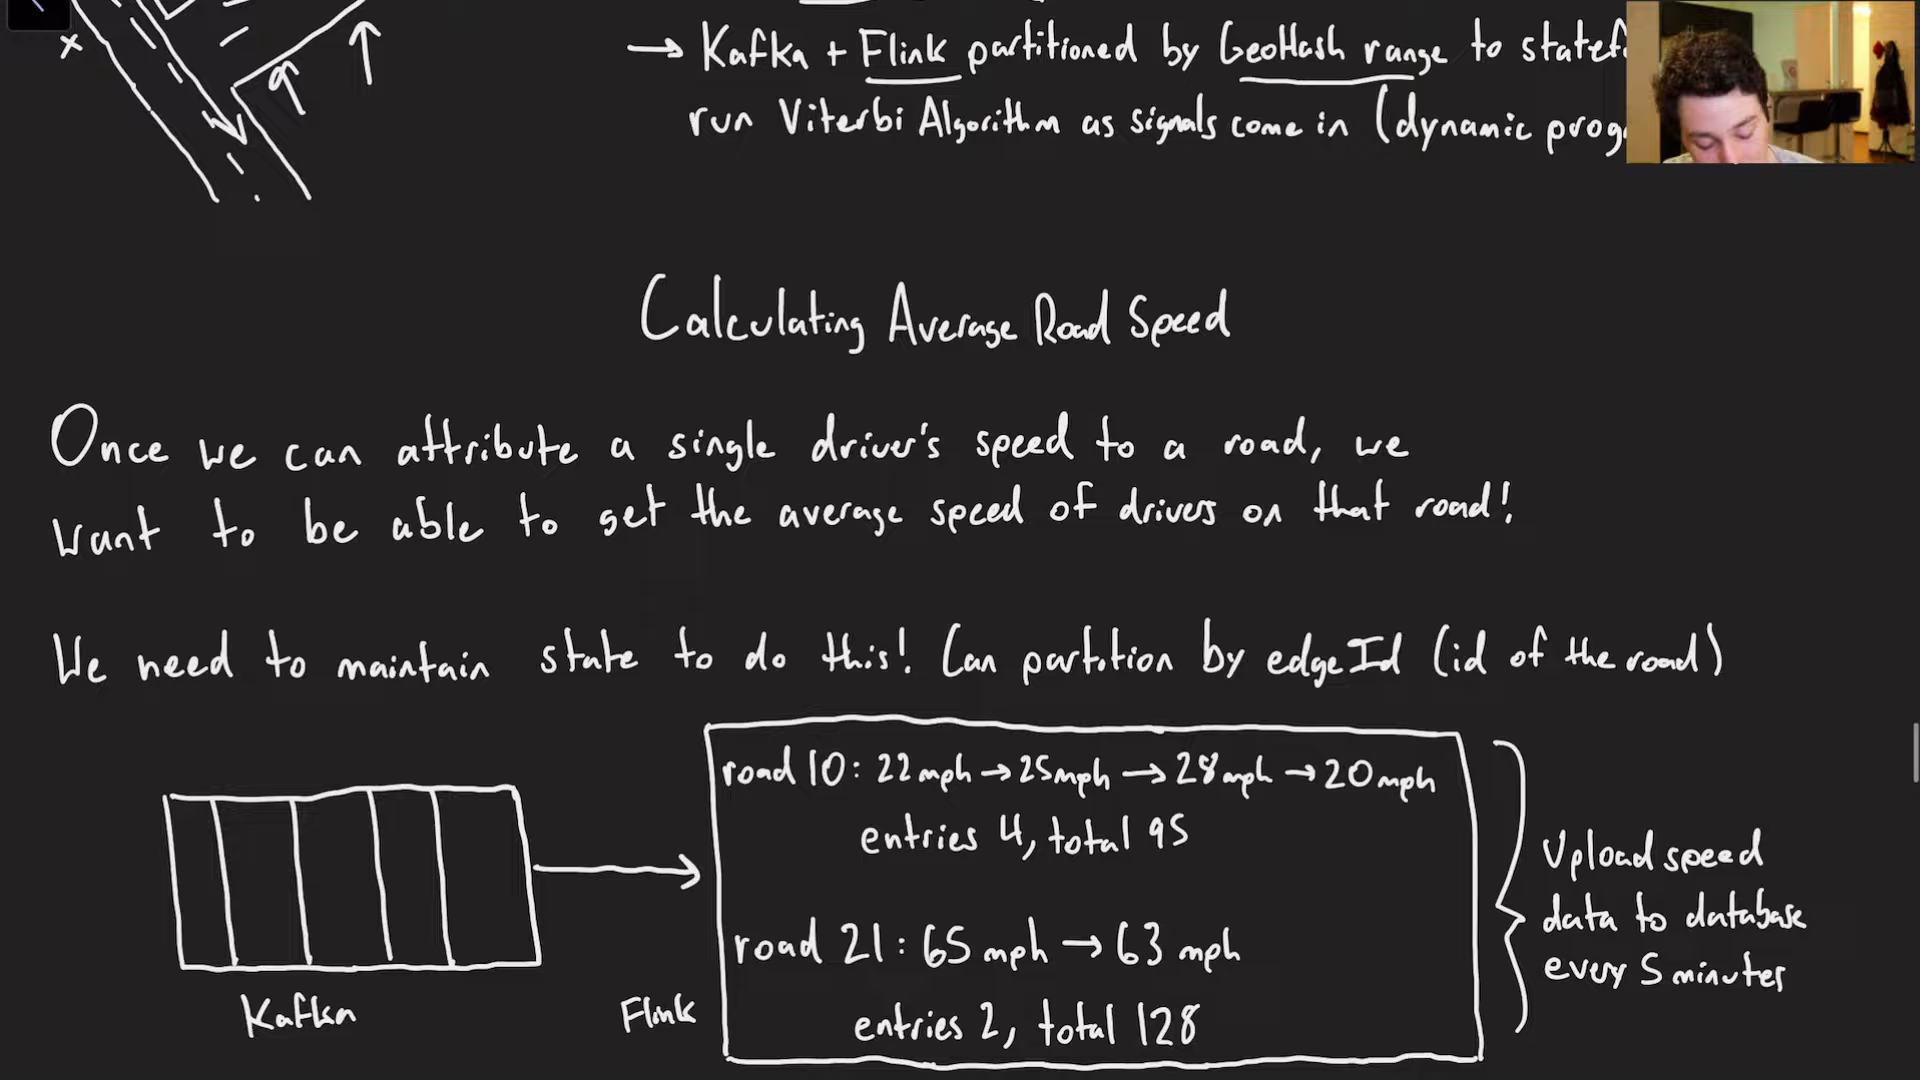 → Kafka + Flink partitioned by GeoHash range to
run Viterbi Algorithm as signals come in (dynamic
Calculating Average Road Speed
Once we can attribute a single driver's speed to a road, we
want to be able to get the average speed of drivers on that road!
We need to maintain state to do this! Can partition by edgeId (id of the road)
road 10: 22mph → 25mph → 28mph → 20mph
entries 4, total 95
road 21: 65 mph → 63 mph
entries 2, total 128
Kafka
Flink
Upload speed
data to database
every 5 minutes